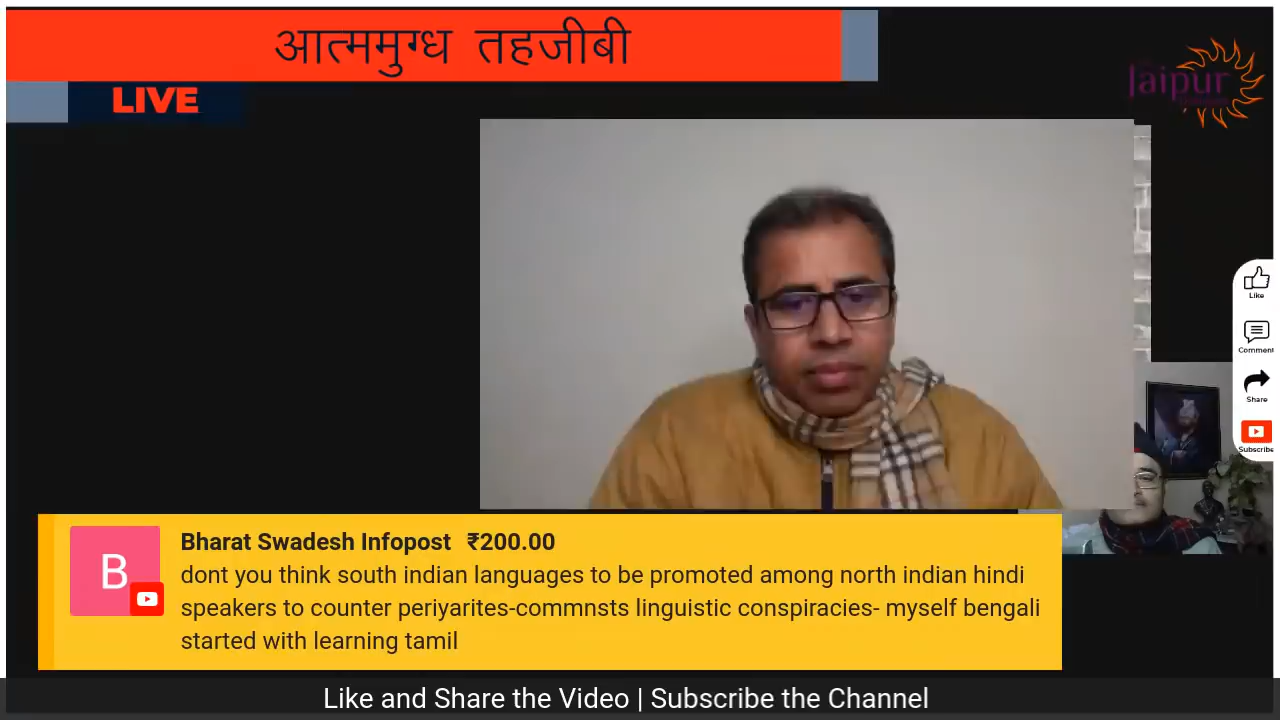 आत्ममुग्ध तहजीबी
LIVE
Jaipur
Like
Comment
Share
Subscribe
B
Bharat Swadesh Infopost ₹200.00
dont you think south indian languages to be promoted among north indian hindi
speakers to counter periyarites-commnsts linguistic conspiracies- myself bengali
started with learning tamil
Like and Share the Video | Subscribe the Channel